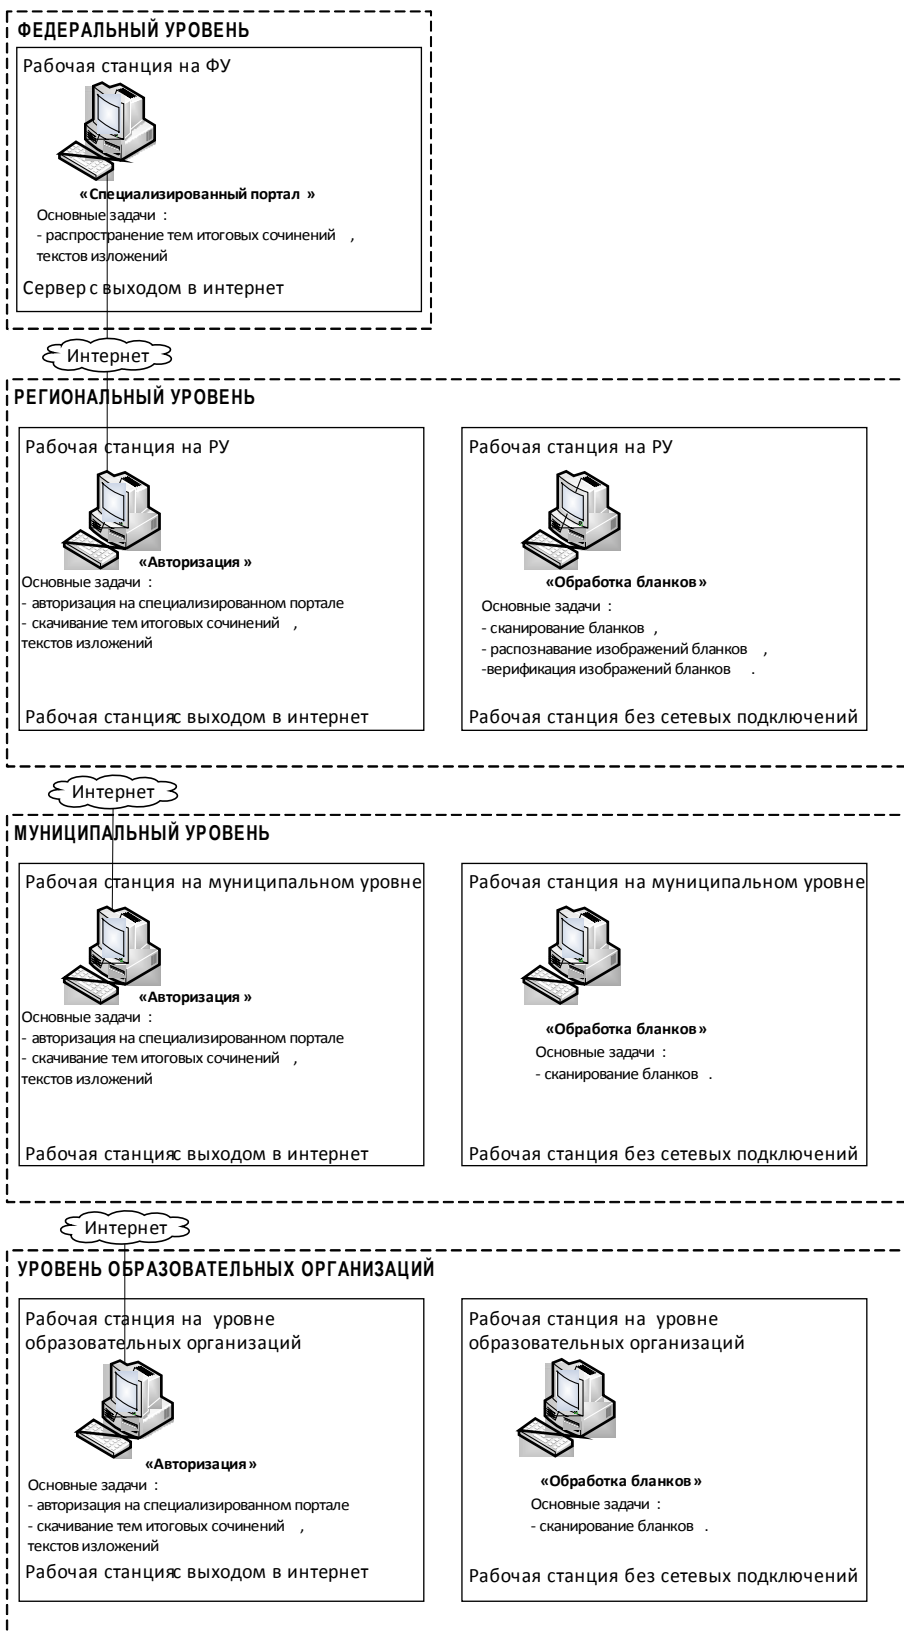 ФЕДЕРАЛЬНЫЙ УРОВЕНЬ
Рабочая станция на ФУ
«Специализированный портал »
Основные задачи :
- распространение тем итоговых сочинений ,
текстов изложений
Сервер с выходом в интернет
Интернет
РЕГИОНАЛЬНЫЙ УРОВЕНЬ
Рабочая станция на РУ
«Авторизация »
Основные задачи :
- авторизация на специализированном портале
- скачивание тем итоговых сочинений ,
текстов изложений
Рабочая станция с выходом в интернет
Рабочая станция на РУ
«Обработка бланков»
Основные задачи :
- сканирование бланков ,
- распознавание изображений бланков ,
-верификация изображений бланков .
Рабочая станция без сетевых подключений
Интернет
МУНИЦИПАЛЬНЫЙ УРОВЕНЬ
Рабочая станция на муниципальном уровне
«Авторизация »
Основные задачи :
- авторизация на специализированном портале
- скачивание тем итоговых сочинений ,
текстов изложений
Рабочая станция с выходом в интернет
Рабочая станция на муниципальном уровне
«Обработка бланков»
Основные задачи :
- сканирование бланков .
Рабочая станция без сетевых подключений
Интернет
УРОВЕНЬ ОБРАЗОВАТЕЛЬНЫХ ОРГАНИЗАЦИЙ
Рабочая станция на уровне
образовательных организаций
«Авторизация»
Основные задачи :
- авторизация на специализированном портале
- скачивание тем итоговых сочинений ,
текстов изложений
Рабочая станция с выходом в интернет
Рабочая станция на уровне
образовательных организаций
«Обработка бланков»
Основные задачи :
- сканирование бланков .
Рабочая станция без сетевых подключений